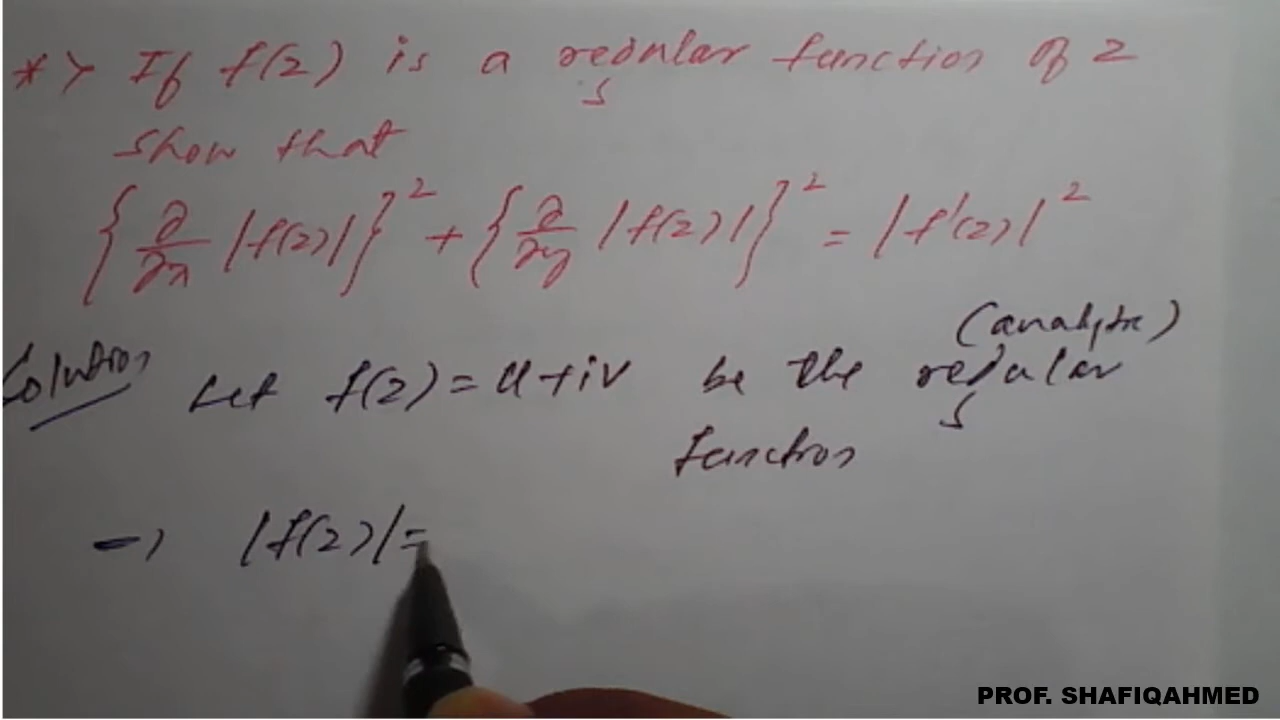 *> If f(z) is a regular function of z
show that
{∂/∂x |f(z)|}² + {∂/∂y |f(z)|}² = |f'(z)|²
Solution Let f(z) = u+iv be the regular (analytic)
function
=> |f(z)| =
PROF. SHAFIQAHMED